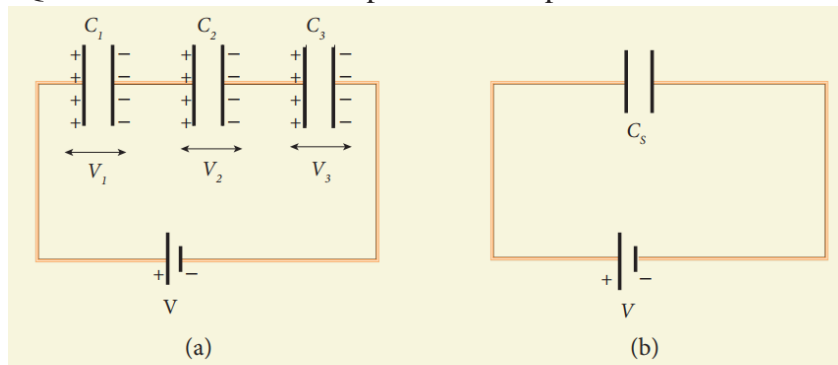 C1 C2 C3
+ − + − + −
+ − + − + −
+ − + − + −
+ − + − + −
V1 V2 V3
CS
+ −
V
+ −
V
(a) (b)